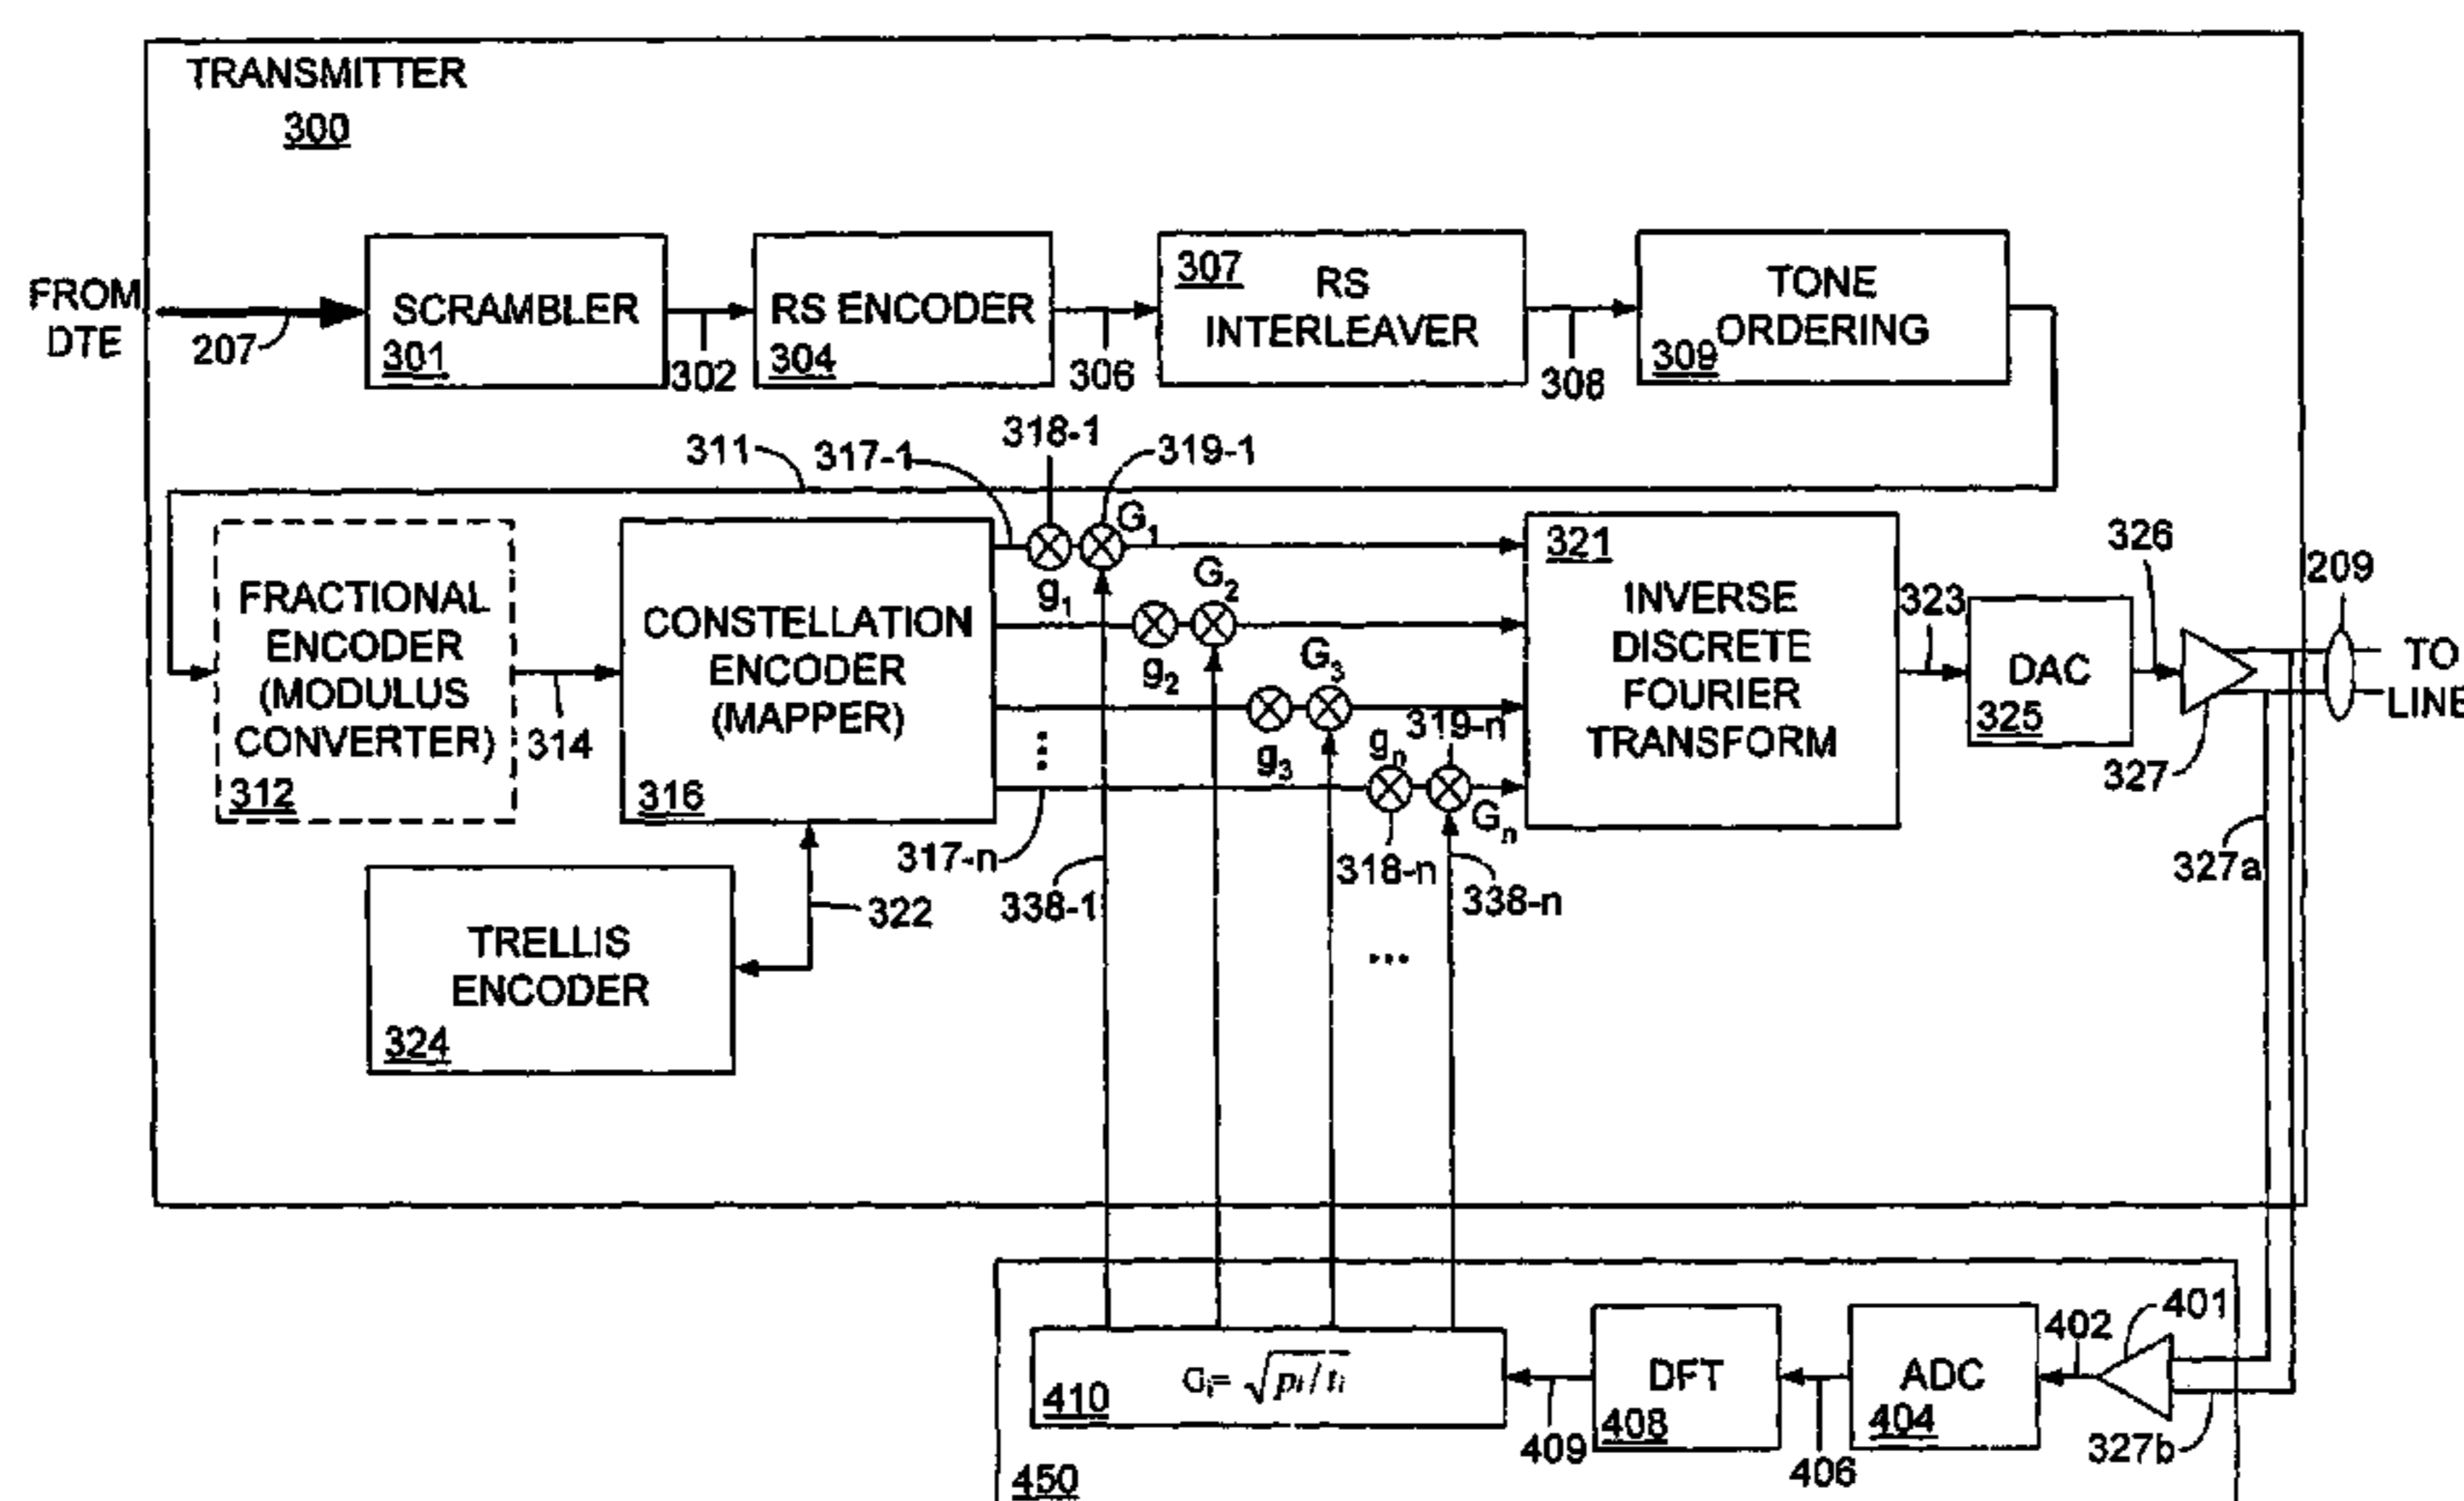 TRANSMITTER
300
FROM
DTE
207
SCRAMBLER
301
302
RS ENCODER
304
306
307
RS
INTERLEAVER
308
TONE
ORDERING
309
311
317-1
318-1
319-1
G1
g1
G2
g2
G3
g3
319-n
gn
Gn
FRACTIONAL
ENCODER
(MODULUS
CONVERTER)
312
314
CONSTELLATION
ENCODER
(MAPPER)
316
317-n
318-n
338-1
338-n
321
INVERSE
DISCRETE
FOURIER
TRANSFORM
323
DAC
325
326
327
209
TO
LINE
327a
322
TRELLIS
ENCODER
324
...
410
Gi= √pi/ti
409
DFT
408
406
ADC
404
402
401
327b
450